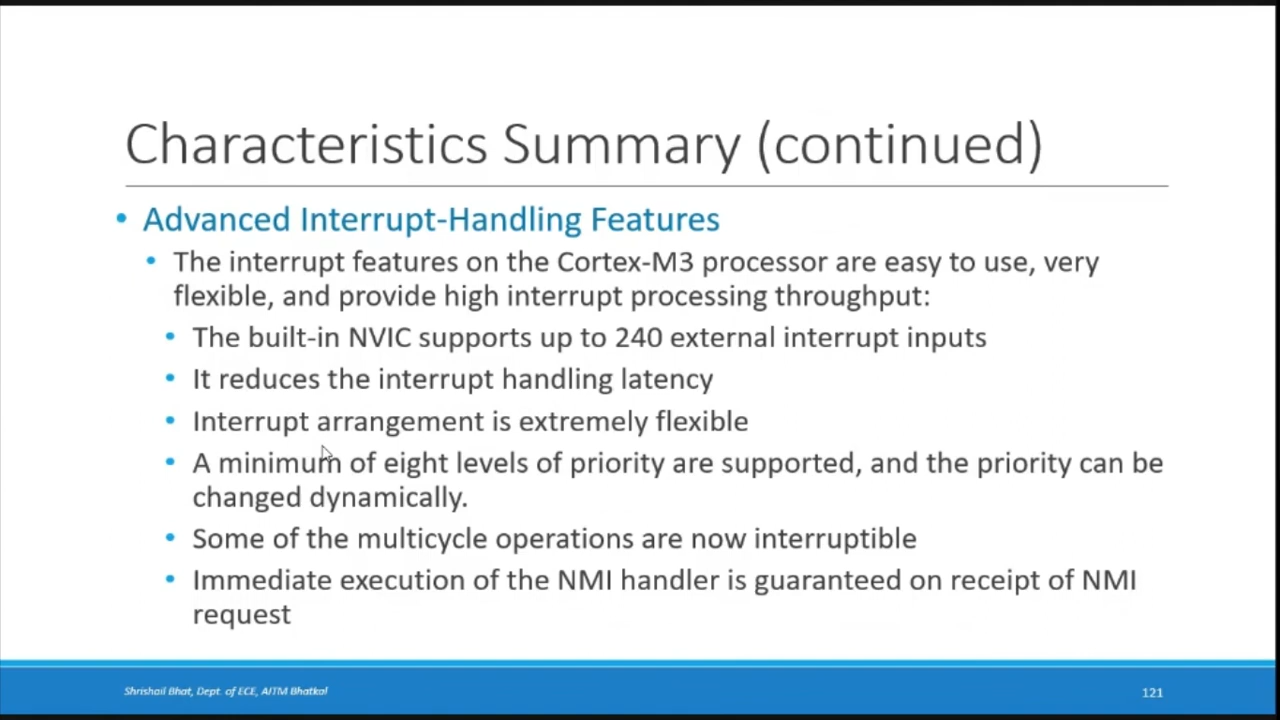 Characteristics Summary (continued)
• Advanced Interrupt-Handling Features
• The interrupt features on the Cortex-M3 processor are easy to use, very
flexible, and provide high interrupt processing throughput:
• The built-in NVIC supports up to 240 external interrupt inputs
• It reduces the interrupt handling latency
• Interrupt arrangement is extremely flexible
• A minimum of eight levels of priority are supported, and the priority can be
changed dynamically.
• Some of the multicycle operations are now interruptible
• Immediate execution of the NMI handler is guaranteed on receipt of NMI
request
Shrishail Bhat, Dept. of ECE, AITM Bhatkal
121